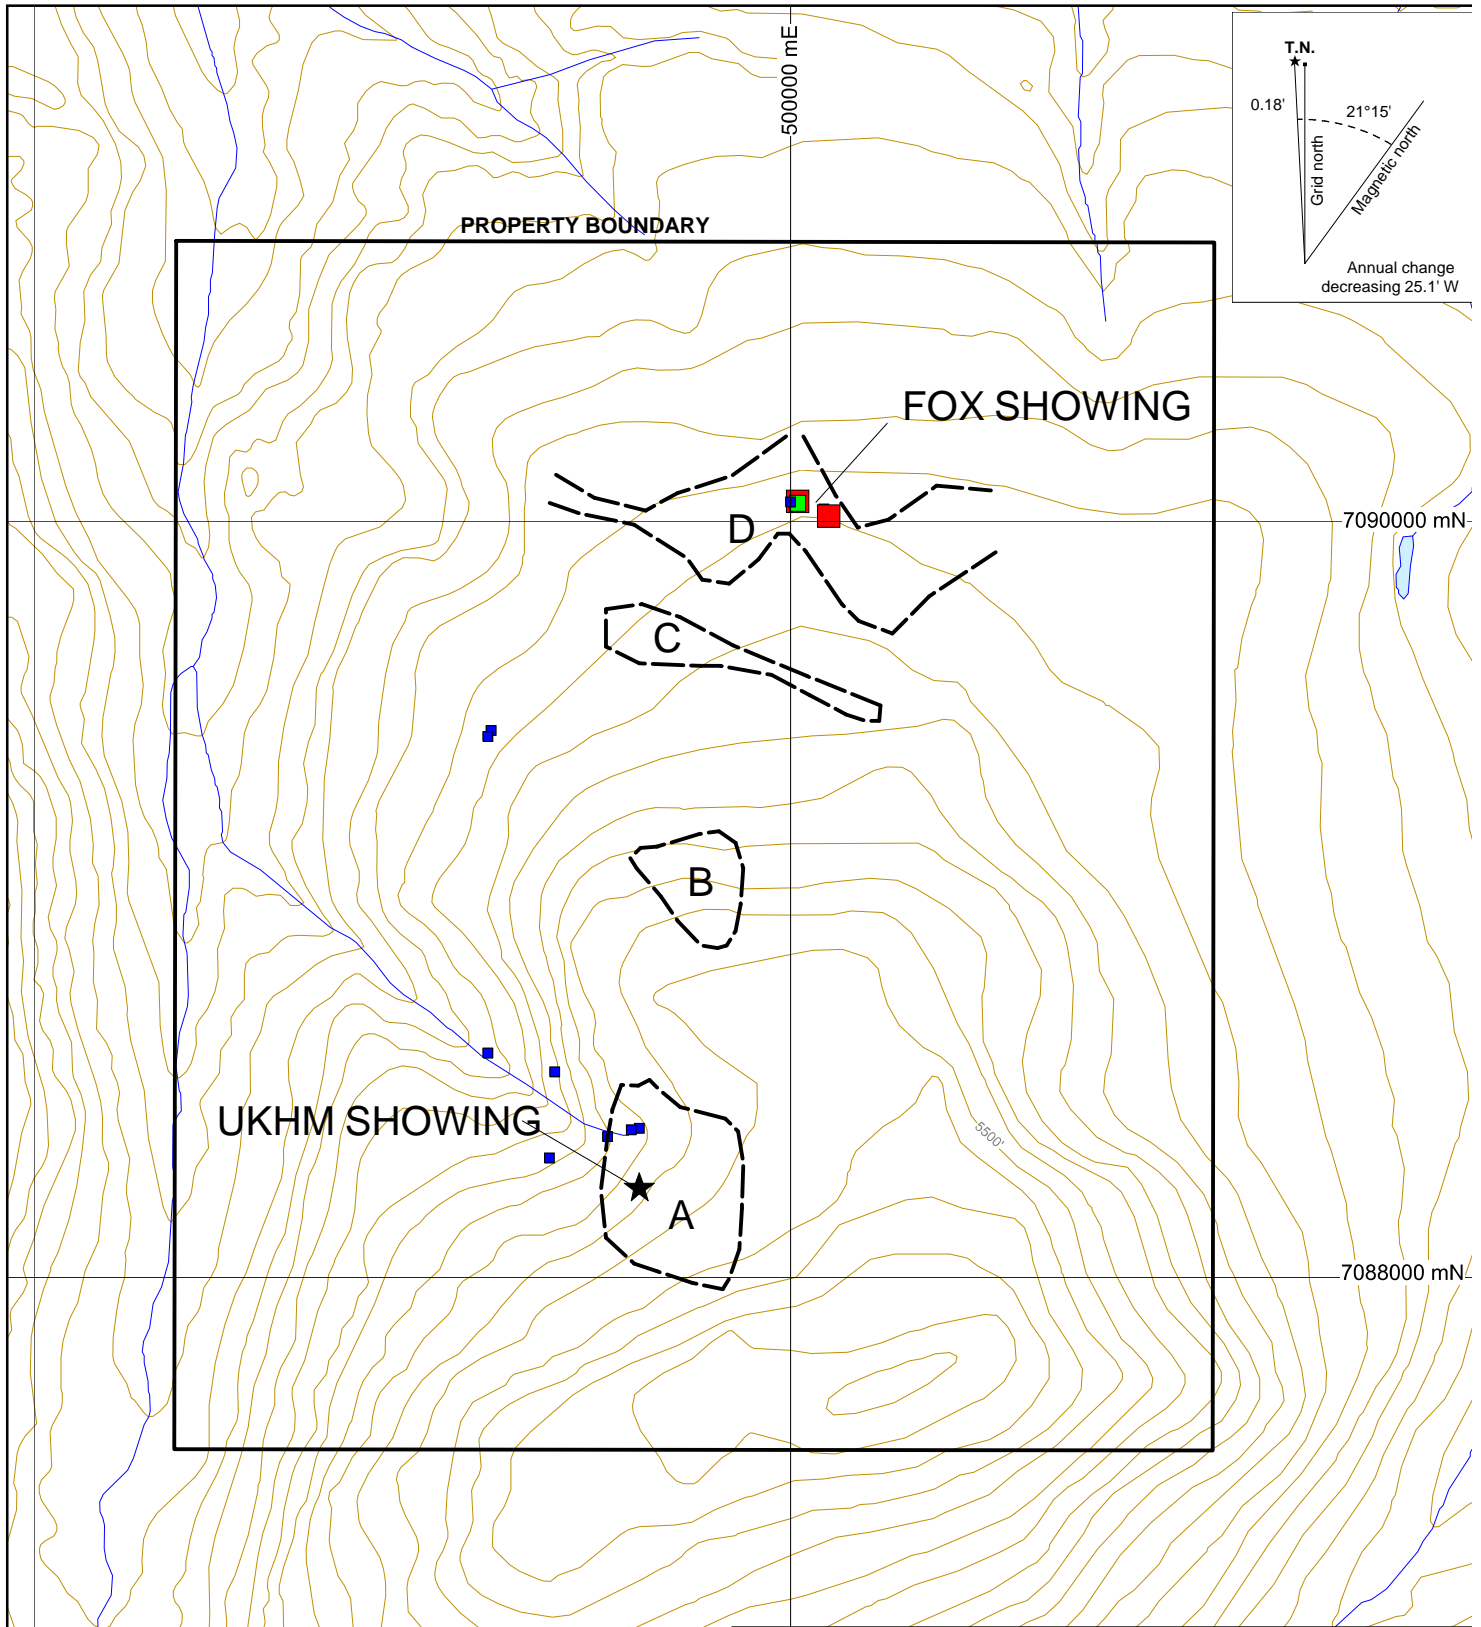 500000 mE
T.N.
0.18'
21°15'
Grid north
Magnetic north
Annual change
decreasing 25.1' W
PROPERTY BOUNDARY
FOX SHOWING
D
7090000 mN
C
B
UKHM SHOWING
5500'
A
7088000 mN